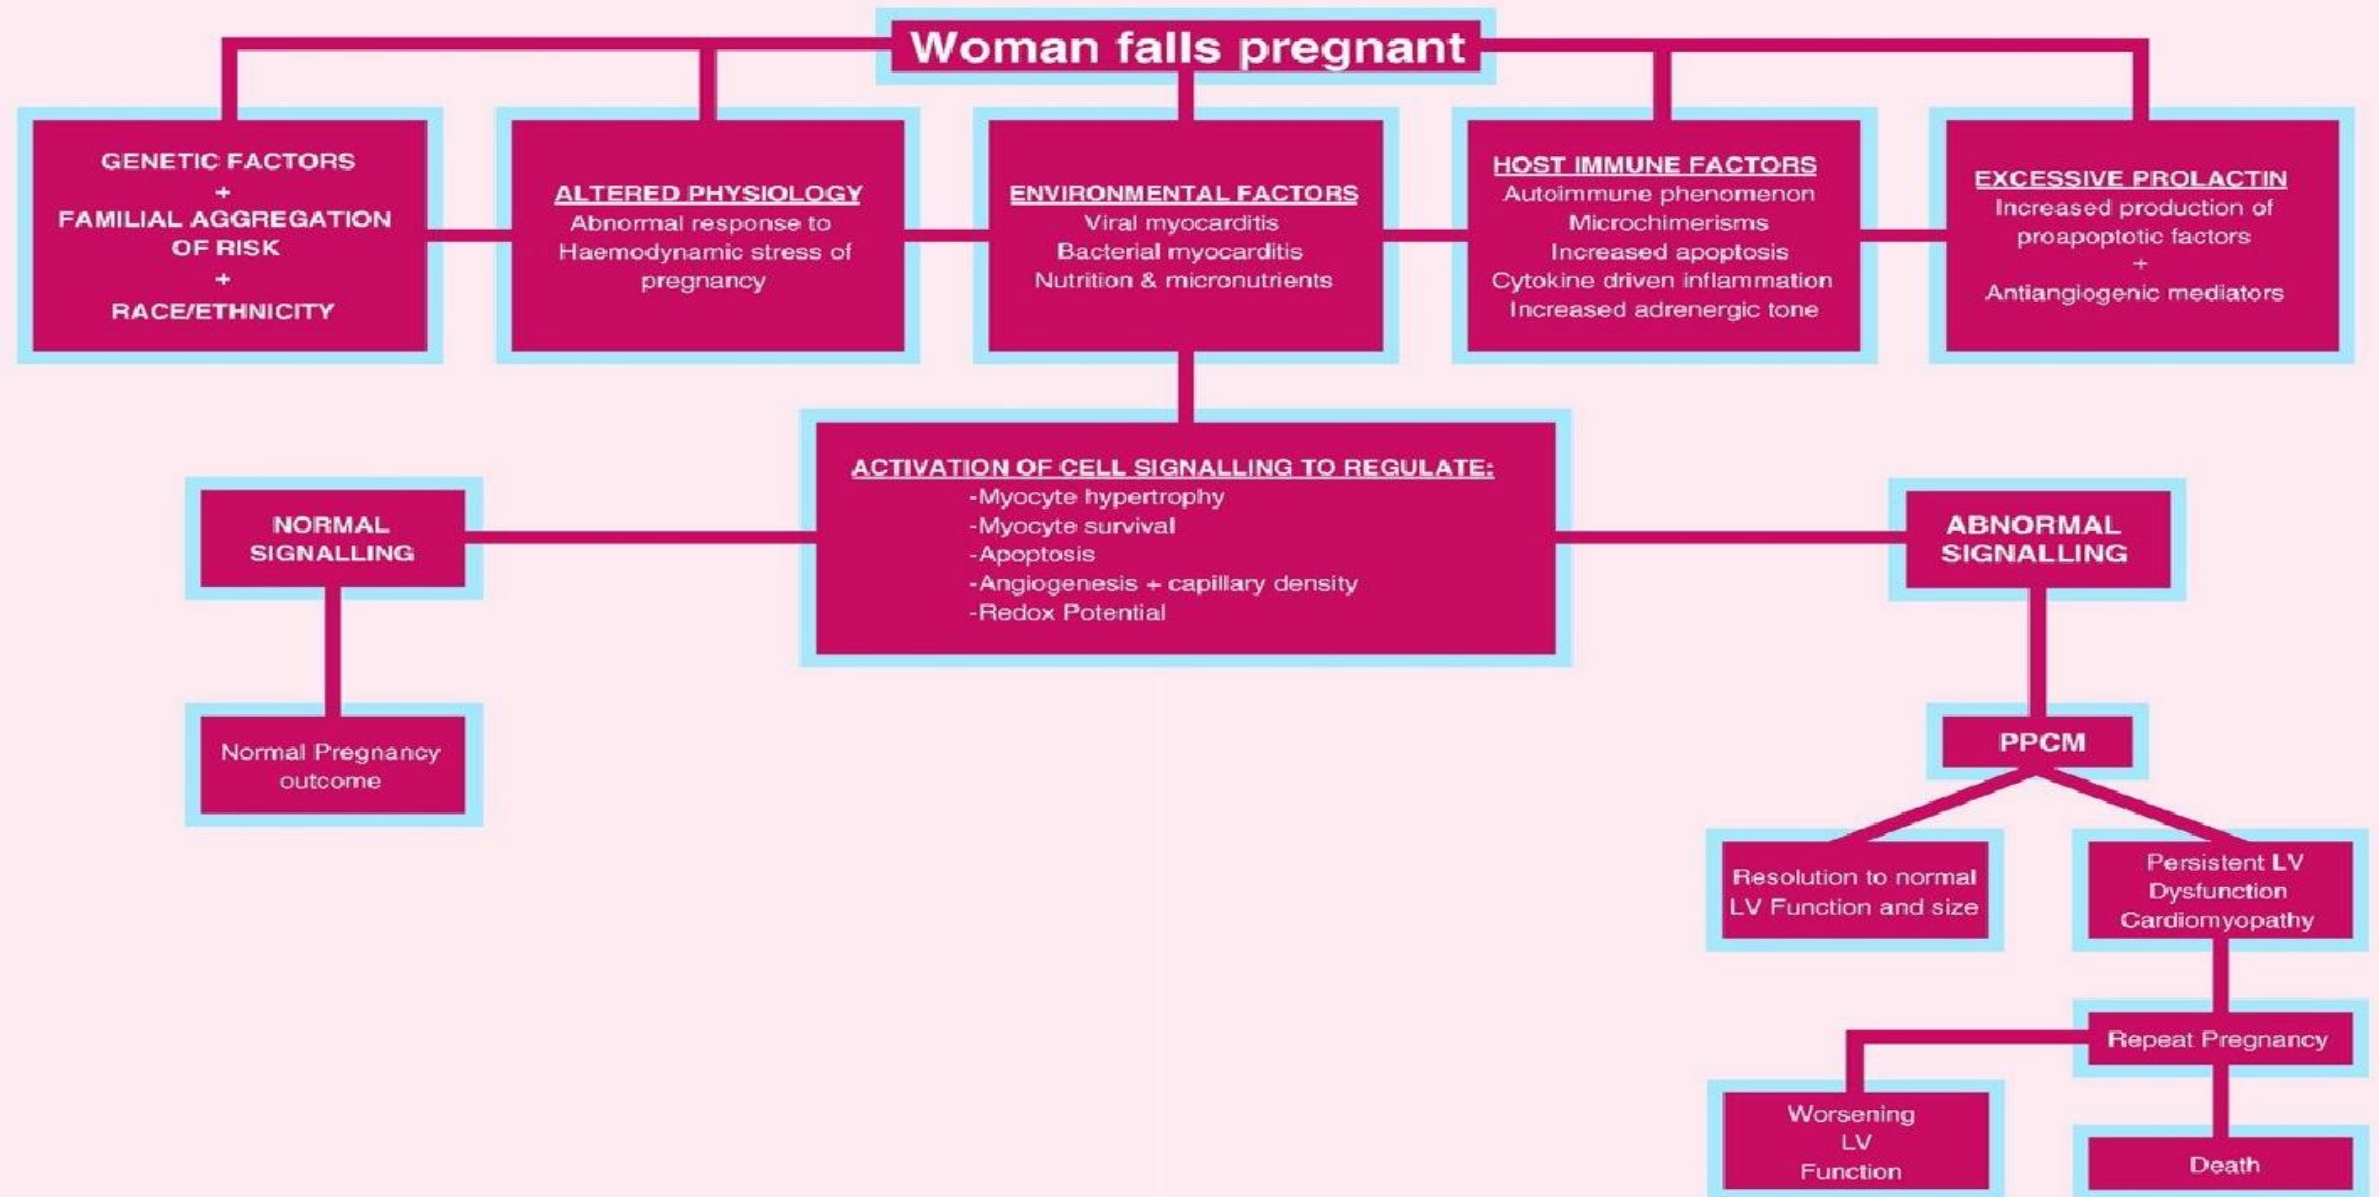 Woman falls pregnant
GENETIC FACTORS
+
FAMILIAL AGGREGATION
OF RISK
+
RACE/ETHNICITY
ALTERED PHYSIOLOGY
Abnormal response to
Haemodynamic stress of
pregnancy
ENVIRONMENTAL FACTORS
Viral myocarditis
Bacterial myocarditis
Nutrition & micronutrients
HOST IMMUNE FACTORS
Autoimmune phenomenon
Microchimerisms
Increased apoptosis
Cytokine driven inflammation
Increased adrenergic tone
EXCESSIVE PROLACTIN
Increased production of
proapoptotic factors
+
Antiangiogenic mediators
ACTIVATION OF CELL SIGNALLING TO REGULATE:
-Myocyte hypertrophy
-Myocyte survival
-Apoptosis
-Angiogenesis + capillary density
-Redox Potential
NORMAL
SIGNALLING
ABNORMAL
SIGNALLING
Normal Pregnancy
outcome
PPCM
Resolution to normal
LV Function and size
Persistent LV
Dysfunction
Cardiomyopathy
Repeat Pregnancy
Worsening
LV
Function
Death